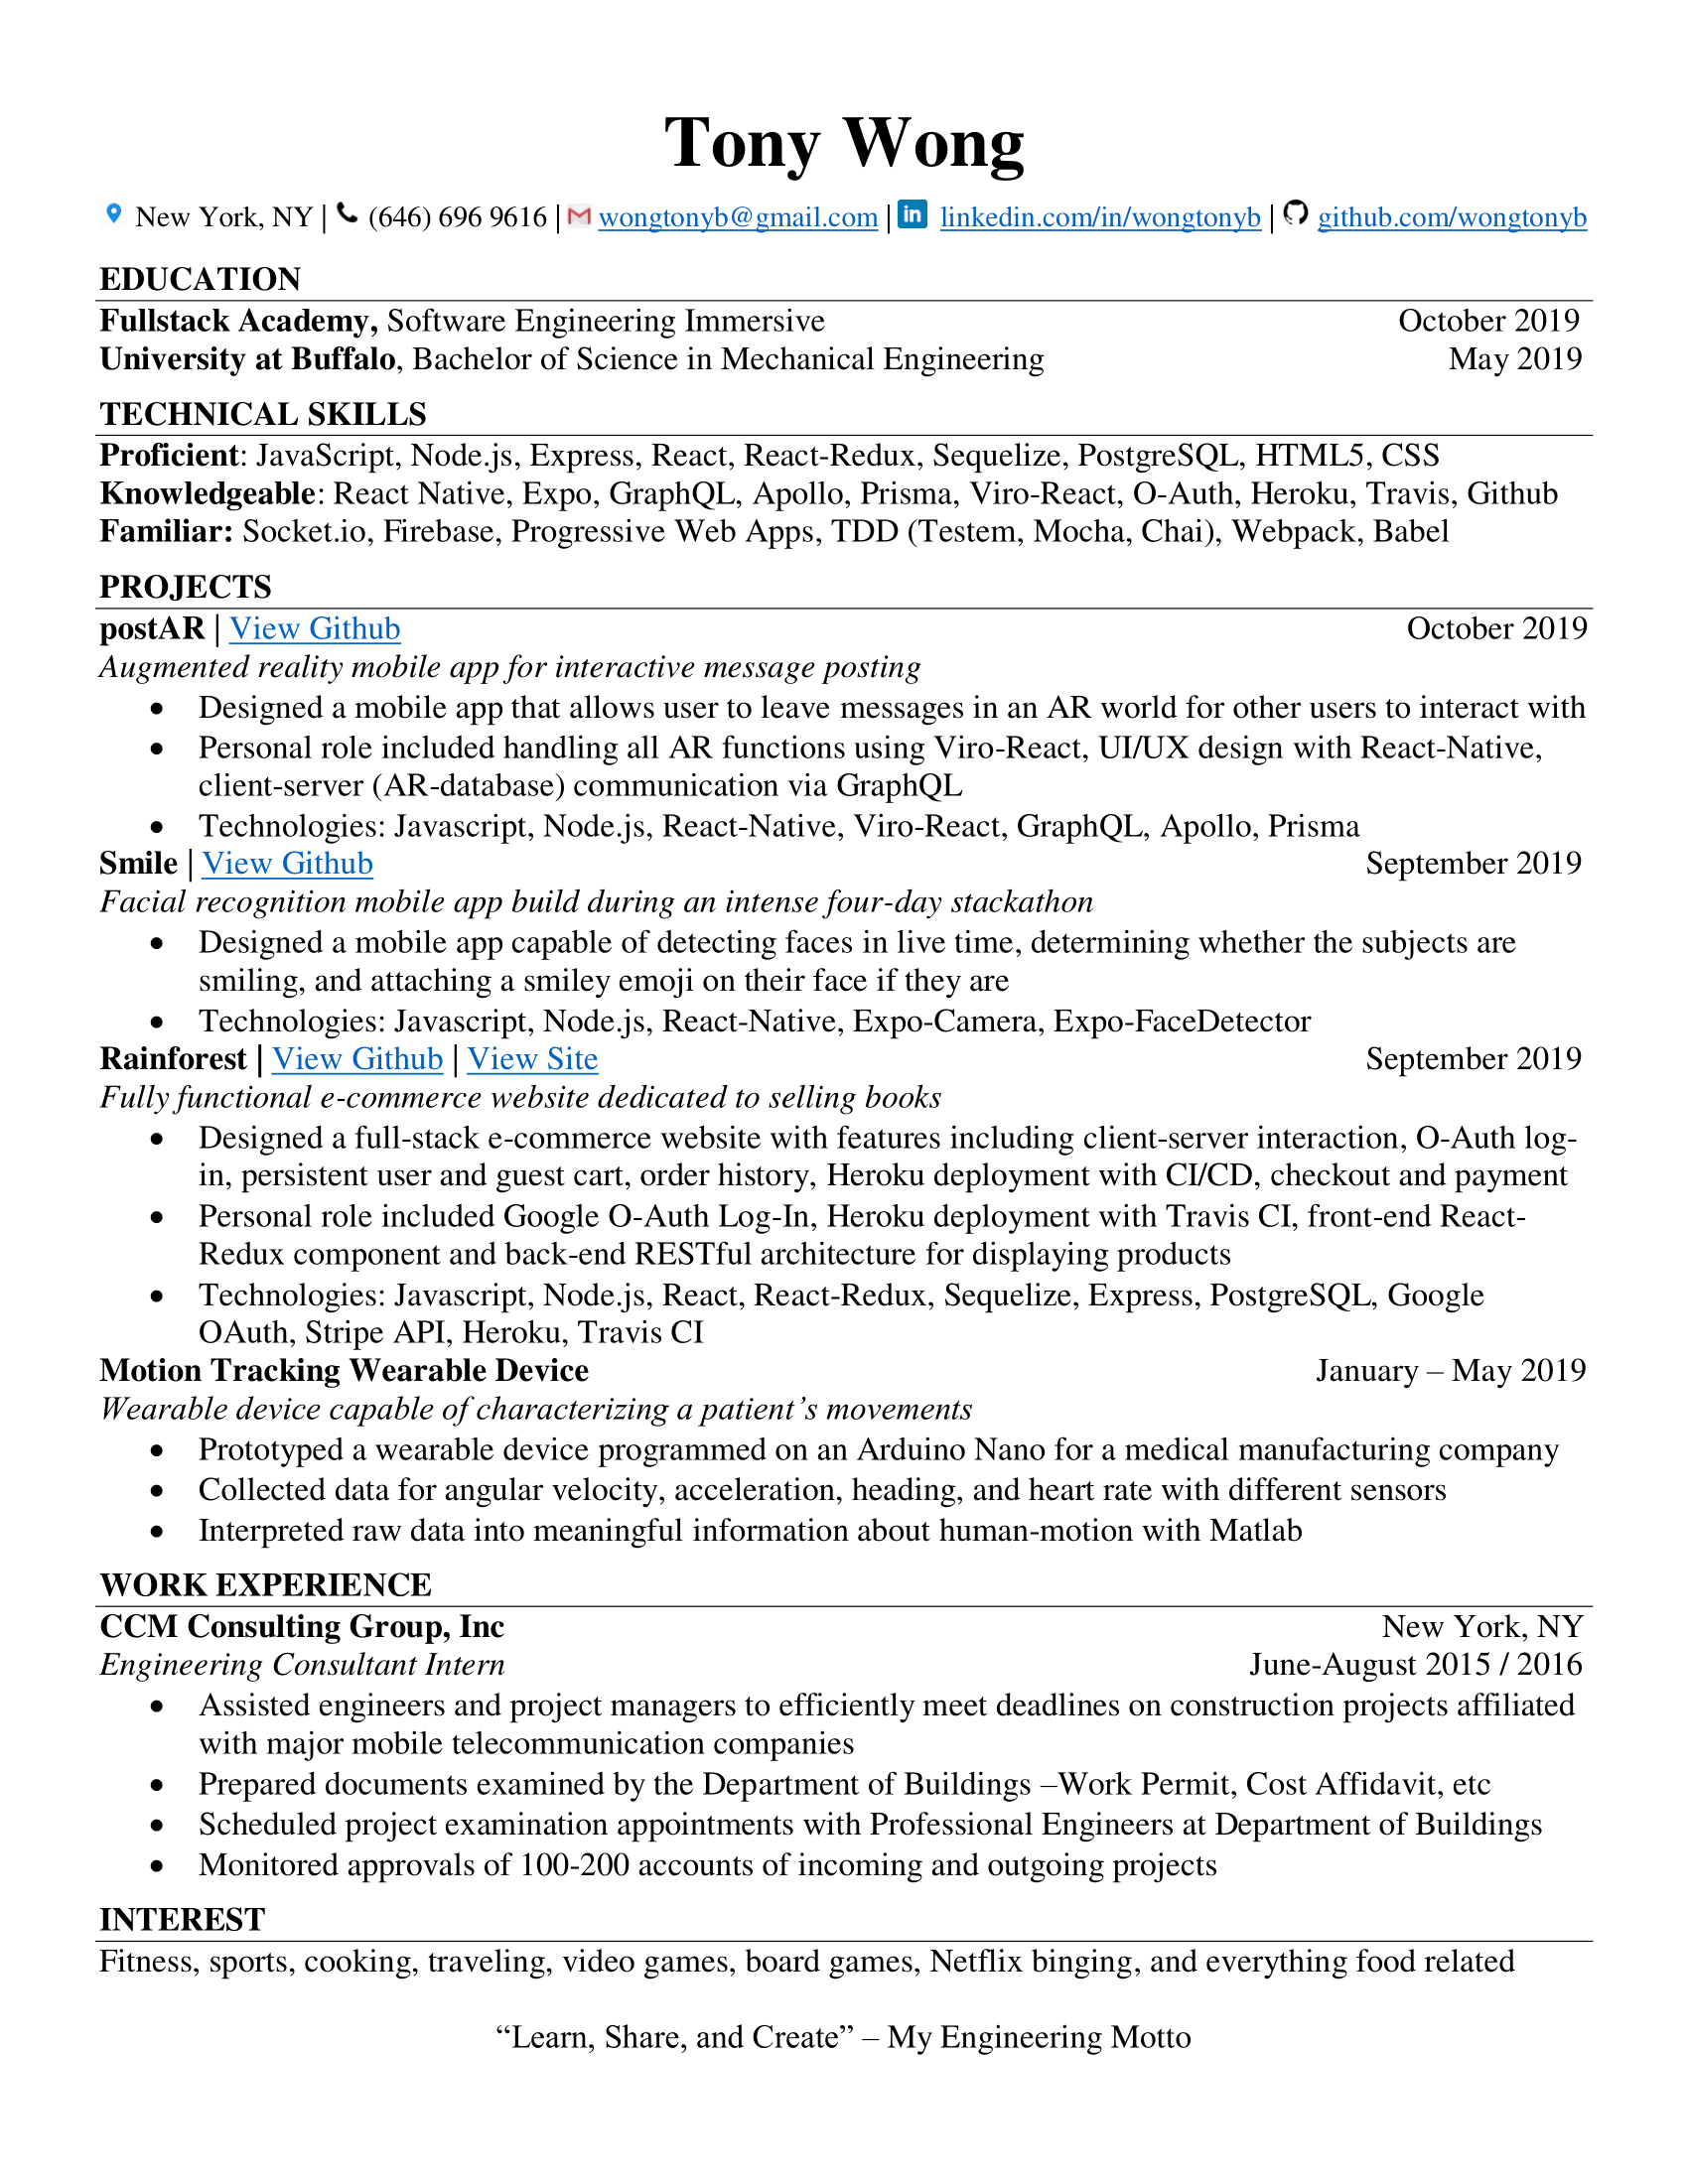 Tony Wong
New York, NY | (646) 696 9616 | wongtonyb@gmail.com | linkedin.com/in/wongtonyb | github.com/wongtonyb
EDUCATION
Fullstack Academy, Software Engineering Immersive October 2019
University at Buffalo, Bachelor of Science in Mechanical Engineering May 2019
TECHNICAL SKILLS
Proficient: JavaScript, Node.js, Express, React, React-Redux, Sequelize, PostgreSQL, HTML5, CSS
Knowledgeable: React Native, Expo, GraphQL, Apollo, Prisma, Viro-React, O-Auth, Heroku, Travis, Github
Familiar: Socket.io, Firebase, Progressive Web Apps, TDD (Testem, Mocha, Chai), Webpack, Babel
PROJECTS
postAR | View Github October 2019
Augmented reality mobile app for interactive message posting
• Designed a mobile app that allows user to leave messages in an AR world for other users to interact with
• Personal role included handling all AR functions using Viro-React, UI/UX design with React-Native,
client-server (AR-database) communication via GraphQL
• Technologies: Javascript, Node.js, React-Native, Viro-React, GraphQL, Apollo, Prisma
Smile | View Github September 2019
Facial recognition mobile app build during an intense four-day stackathon
• Designed a mobile app capable of detecting faces in live time, determining whether the subjects are
smiling, and attaching a smiley emoji on their face if they are
• Technologies: Javascript, Node.js, React-Native, Expo-Camera, Expo-FaceDetector
Rainforest | View Github | View Site September 2019
Fully functional e-commerce website dedicated to selling books
• Designed a full-stack e-commerce website with features including client-server interaction, O-Auth log-
in, persistent user and guest cart, order history, Heroku deployment with CI/CD, checkout and payment
• Personal role included Google O-Auth Log-In, Heroku deployment with Travis CI, front-end React-
Redux component and back-end RESTful architecture for displaying products
• Technologies: Javascript, Node.js, React, React-Redux, Sequelize, Express, PostgreSQL, Google
OAuth, Stripe API, Heroku, Travis CI
Motion Tracking Wearable Device January – May 2019
Wearable device capable of characterizing a patient’s movements
• Prototyped a wearable device programmed on an Arduino Nano for a medical manufacturing company
• Collected data for angular velocity, acceleration, heading, and heart rate with different sensors
• Interpreted raw data into meaningful information about human-motion with Matlab
WORK EXPERIENCE
CCM Consulting Group, Inc New York, NY
Engineering Consultant Intern June-August 2015 / 2016
• Assisted engineers and project managers to efficiently meet deadlines on construction projects affiliated
with major mobile telecommunication companies
• Prepared documents examined by the Department of Buildings –Work Permit, Cost Affidavit, etc
• Scheduled project examination appointments with Professional Engineers at Department of Buildings
• Monitored approvals of 100-200 accounts of incoming and outgoing projects
INTEREST
Fitness, sports, cooking, traveling, video games, board games, Netflix binging, and everything food related
“Learn, Share, and Create” – My Engineering Motto